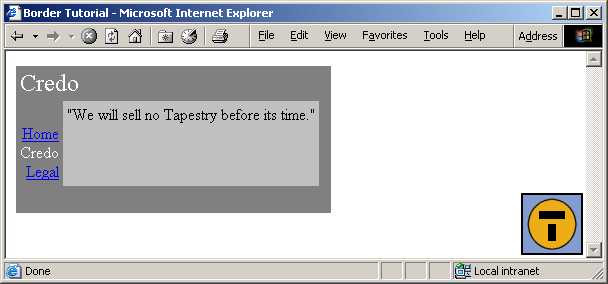 Border Tutorial - Microsoft Internet Explorer
File Edit View Favorites Tools Help Address
Credo
"We will sell no Tapestry before its time."
Home
Credo
Legal
T
Done Local intranet